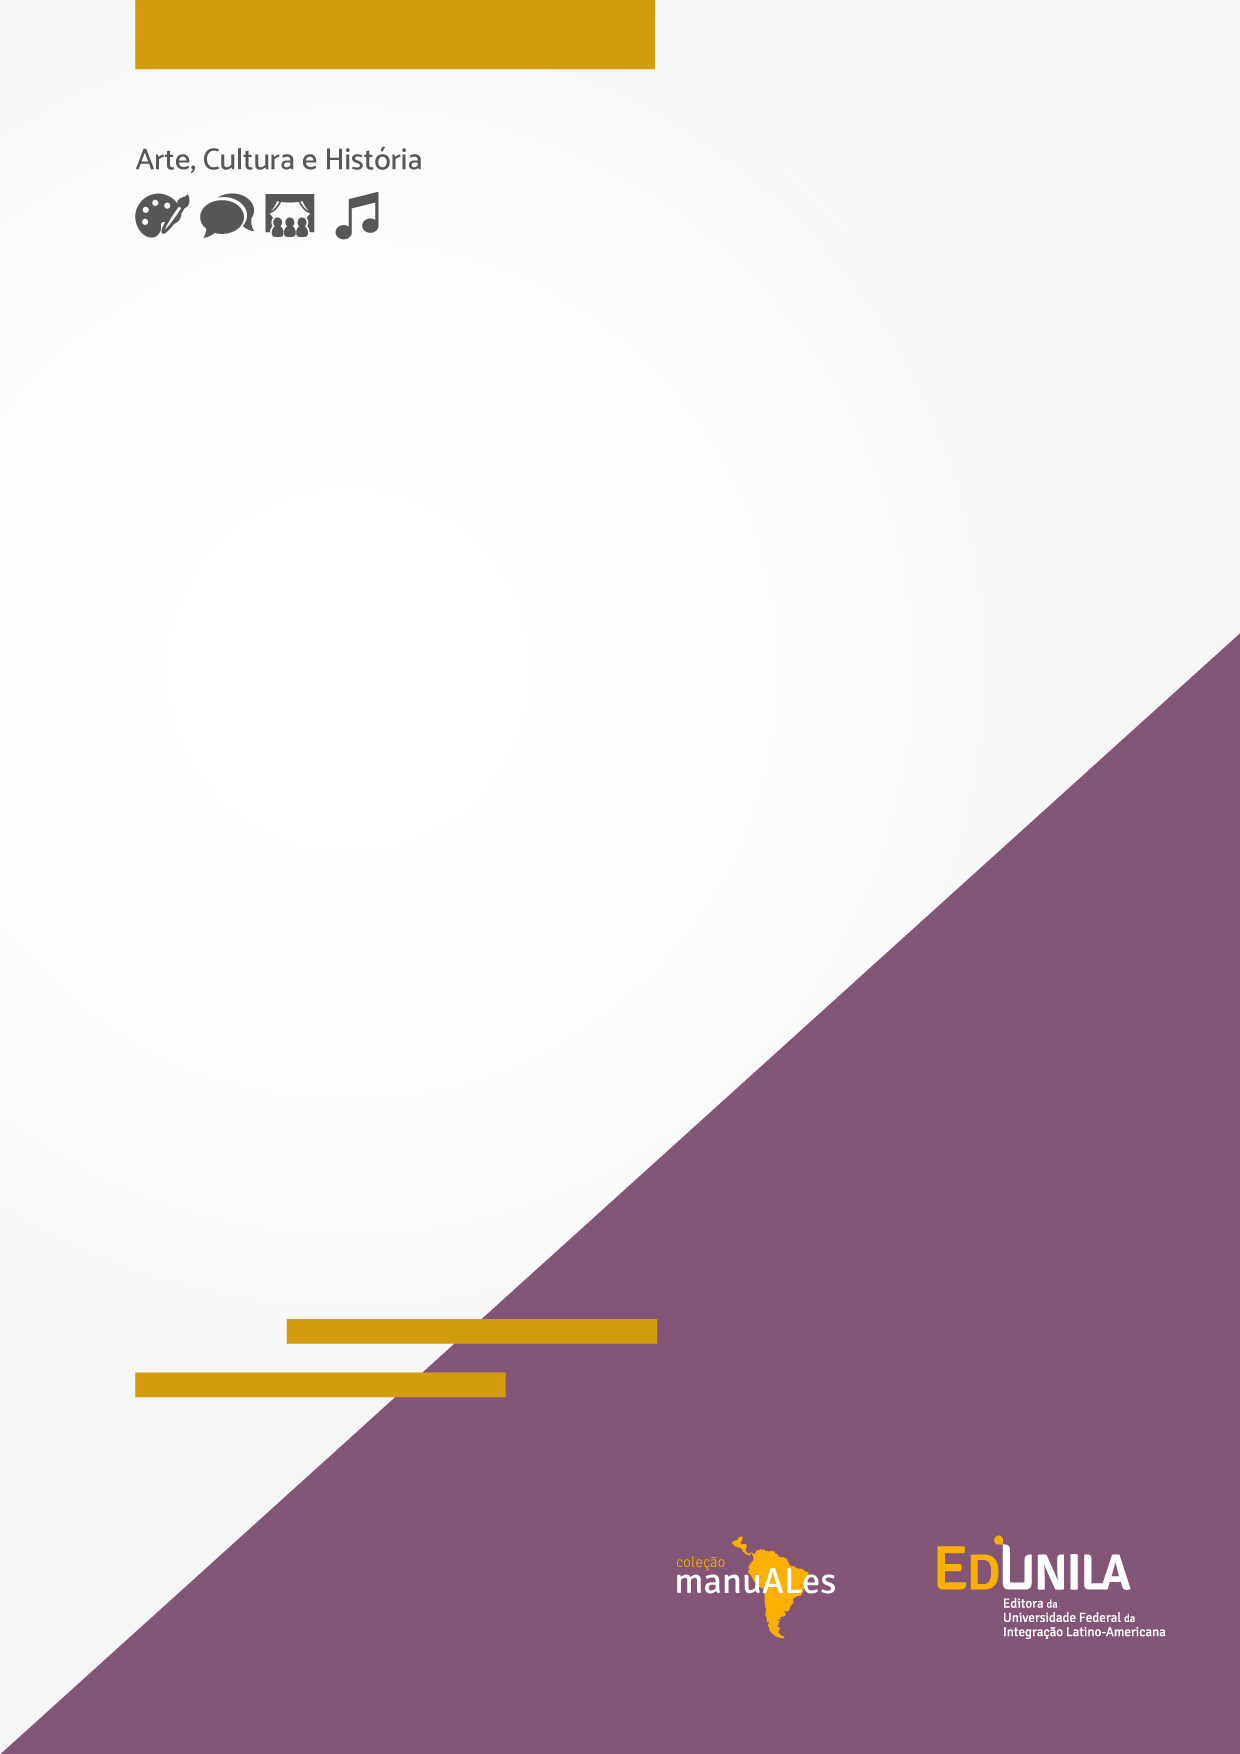 Arte, Cultura e História
coleção
manuALes
EDUNILA
Editora da
Universidade Federal da
Integração Latino-Americana